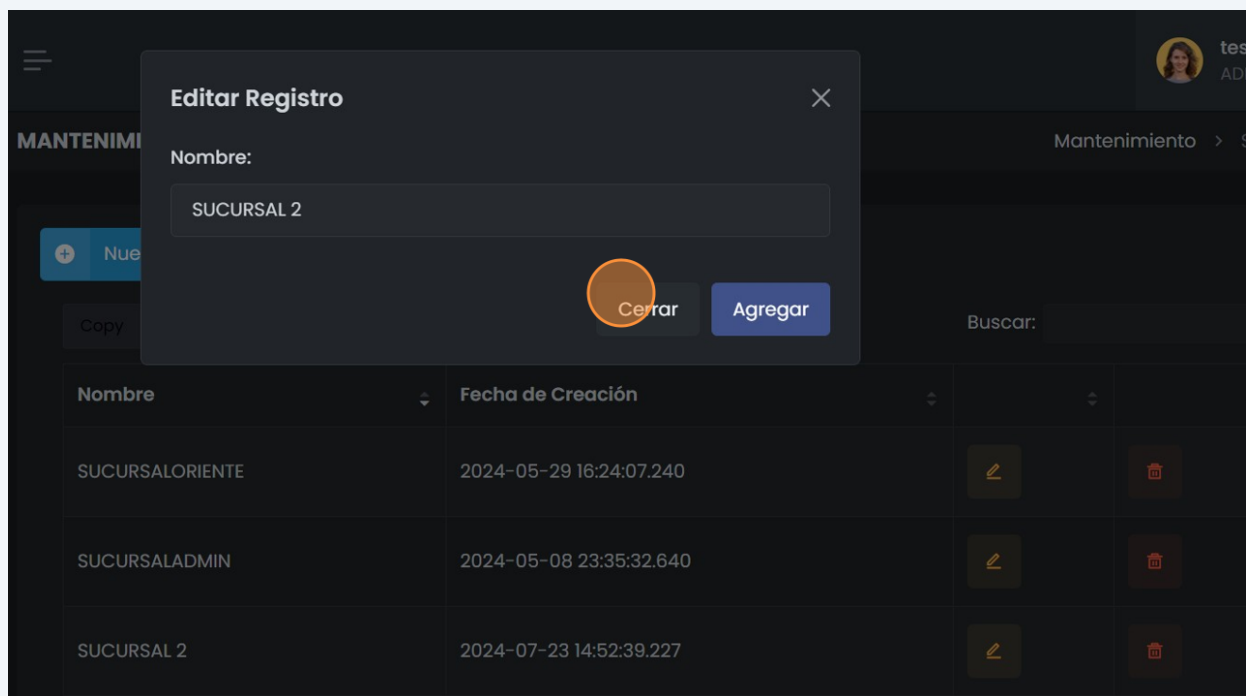 tes
AD
Editar Registro
MANTENIMI
Mantenimiento > S
Nombre:
SUCURSAL 2
Nue
Cerrar
Agregar
Copy
Buscar:
Nombre
Fecha de Creación
SUCURSALORIENTE
2024-05-29 16:24:07.240
SUCURSALADMIN
2024-05-08 23:35:32.640
SUCURSAL 2
2024-07-23 14:52:39.227